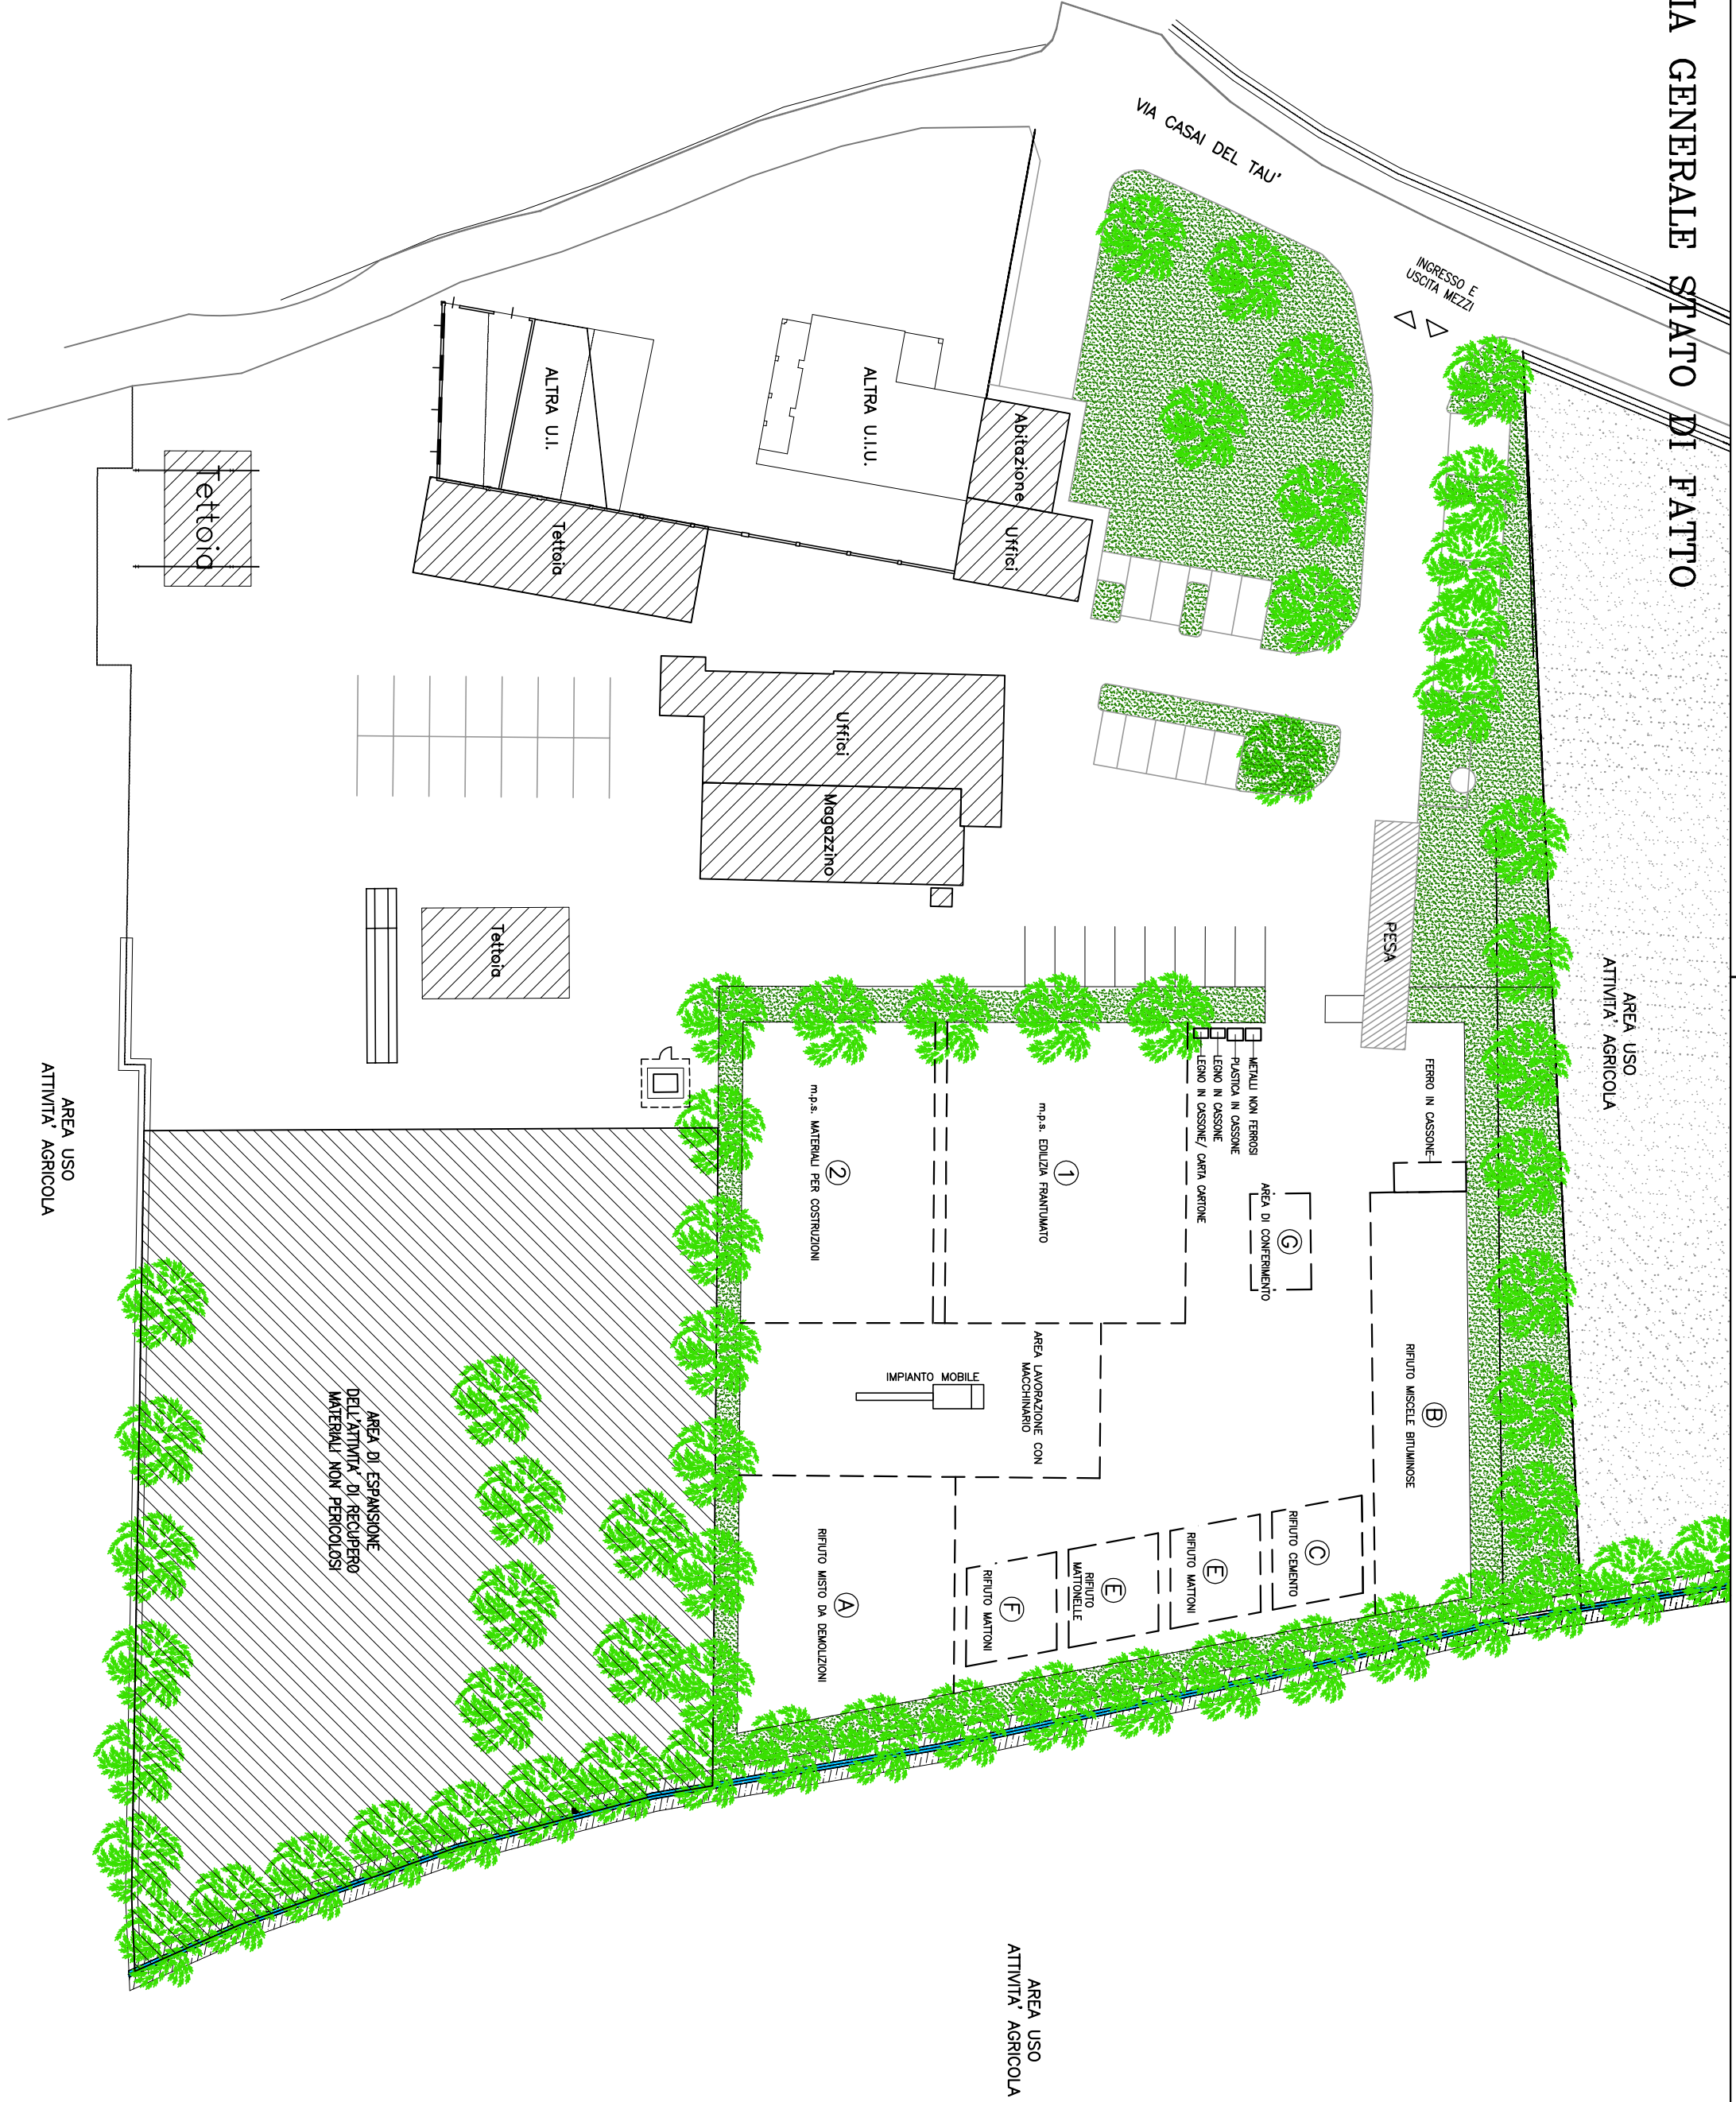 IA GENERALE STATO DI FATTO
VIA CASAI DEL TAU'
INGRESSO E
USCITA MEZZI
ALTRA U.I.
ALTRA U.I.U.
Abitazione
Uffici
Tettoia
Tettoia
Uffici
Magazzino
Tettoia
PESA
AREA USO
ATTIVITA' AGRICOLA
FERRO IN CASSONE
METALLI NON FERROSI
PLASTICA IN CASSONE
LEGNO IN CASSONE
LEGNO IN CASSONE/ CARTA CARTONE
G
AREA DI CONFERIMENTO
1
m.p.s. EDILIZIA FRANTUMATO
2
m.p.s. MATERIALI PER COSTRUZIONI
AREA LAVORAZIONE CON
MACCHINARIO
IMPIANTO MOBILE
B
RIFIUTO MISCELE BITUMINOSE
C
RIFIUTO CEMENTO
E
RIFIUTO MATTONI
E
RIFIUTO
MATTONELLE
F
RIFIUTO MATTONI
A
RIFIUTO MISTO DA DEMOLIZIONI
AREA DI ESPANSIONE
DELL'ATTIVITA' DI RECUPERO
MATERIALI NON PERICOLOSI
AREA USO
ATTIVITA' AGRICOLA
AREA USO
ATTIVITA' AGRICOLA